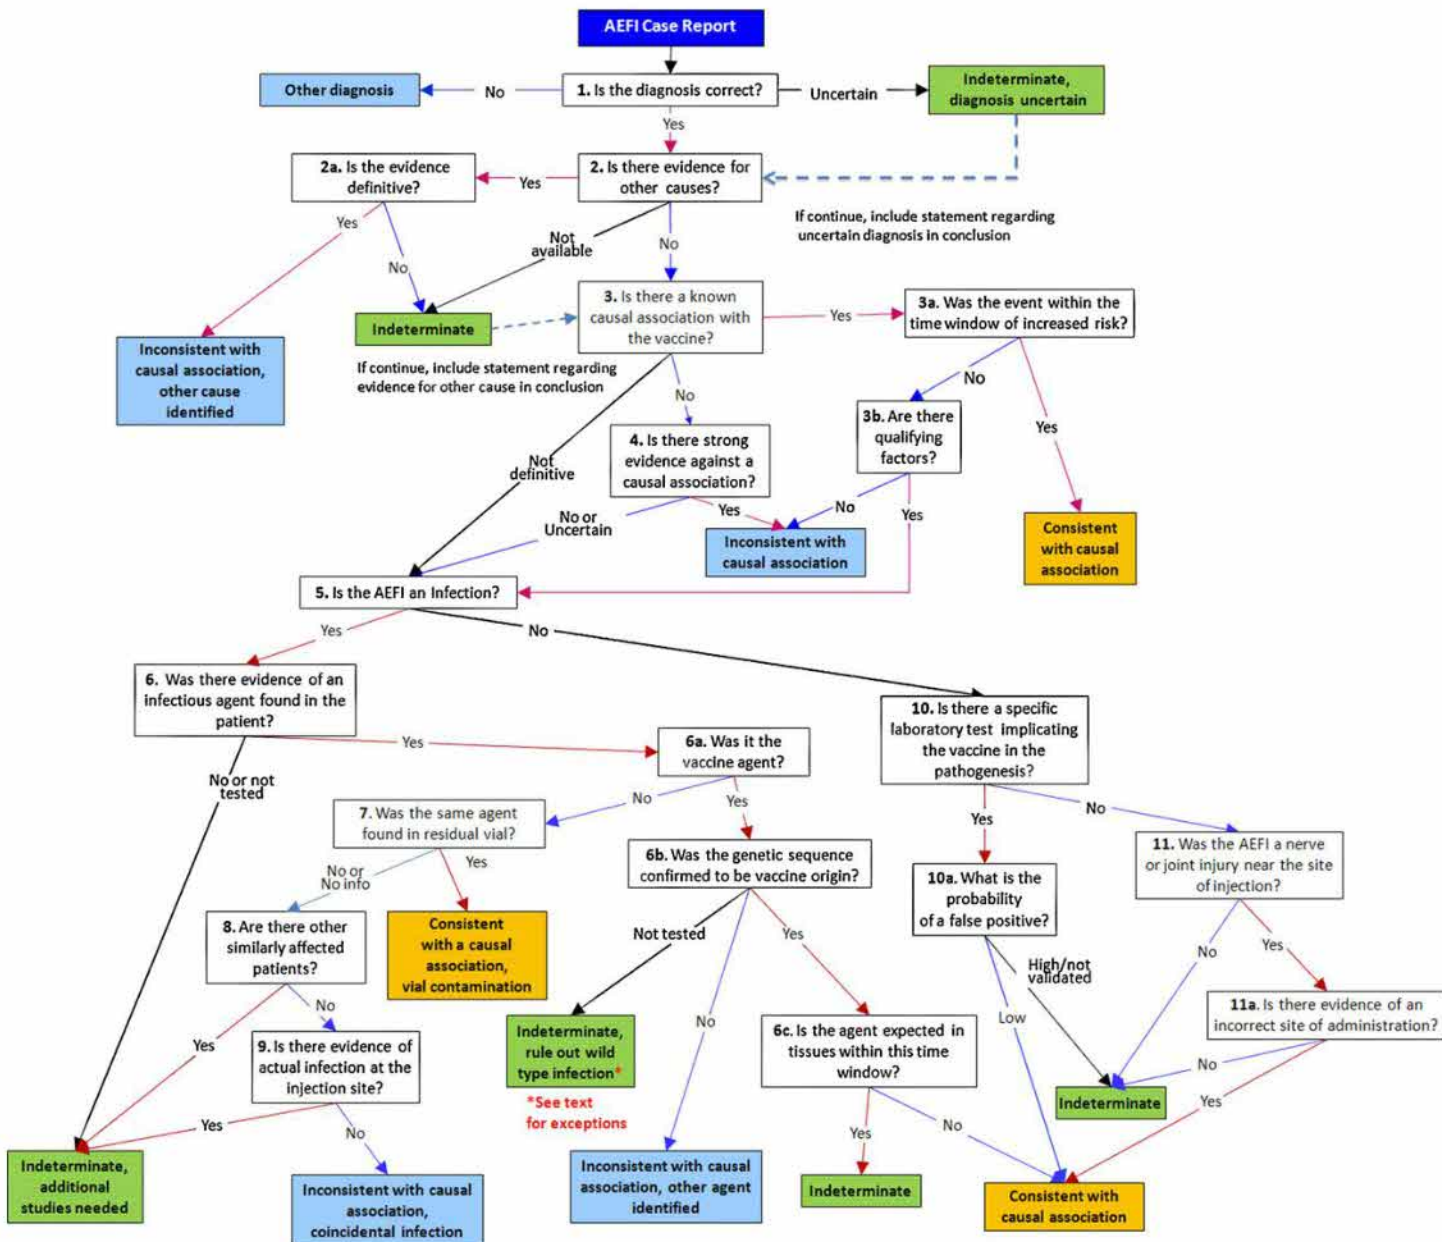 AEFI Case Report
Other diagnosis
No
1. Is the diagnosis correct?
Uncertain
Indeterminate,
diagnosis uncertain
Yes
2a. Is the evidence
definitive?
Yes
2. Is there evidence for
other causes?
If continue, include statement regarding
uncertain diagnosis in conclusion
Yes
No
Not
available
No
Indeterminate
3. Is there a known
causal association with
the vaccine?
Yes
3a. Was the event within the
time window of increased risk?
Inconsistent with
causal association,
other cause
identified
If continue, include statement regarding
evidence for other cause in conclusion
No
No
Yes
Not
definitive
4. Is there strong
evidence against a
causal association?
3b. Are there
qualifying
factors?
No or
Uncertain
Yes
No
Yes
Inconsistent with
causal association
Consistent
with causal
association
5. Is the AEFI an Infection?
Yes
No
6. Was there evidence of an
infectious agent found in the
patient?
10. Is there a specific
laboratory test implicating
the vaccine in the
pathogenesis?
Yes
6a. Was it the
vaccine agent?
No or not
tested
No
Yes
Yes
No
7. Was the same agent
found in residual vial?
6b. Was the genetic sequence
confirmed to be vaccine origin?
10a. What is the
probability
of a false positive?
11. Was the AEFI a nerve
or joint injury near the site
of injection?
No or
No info
Yes
8. Are there other
similarly affected
patients?
Consistent
with a causal
association,
vial contamination
Not tested
Yes
High/not
validated
No
Yes
No
No
Low
11a. Is there evidence of an
incorrect site of administration?
Yes
9. Is there evidence of
actual infection at the
injection site?
Indeterminate,
rule out wild
type infection*
*See text
for exceptions
6c. Is the agent expected in
tissues within this time
window?
No
Indeterminate
Yes
Yes
No
Yes
No
Indeterminate,
additional
studies needed
Inconsistent with causal
association,
coincidental infection
Inconsistent with causal
association, other agent
identified
Indeterminate
Consistent with
causal association